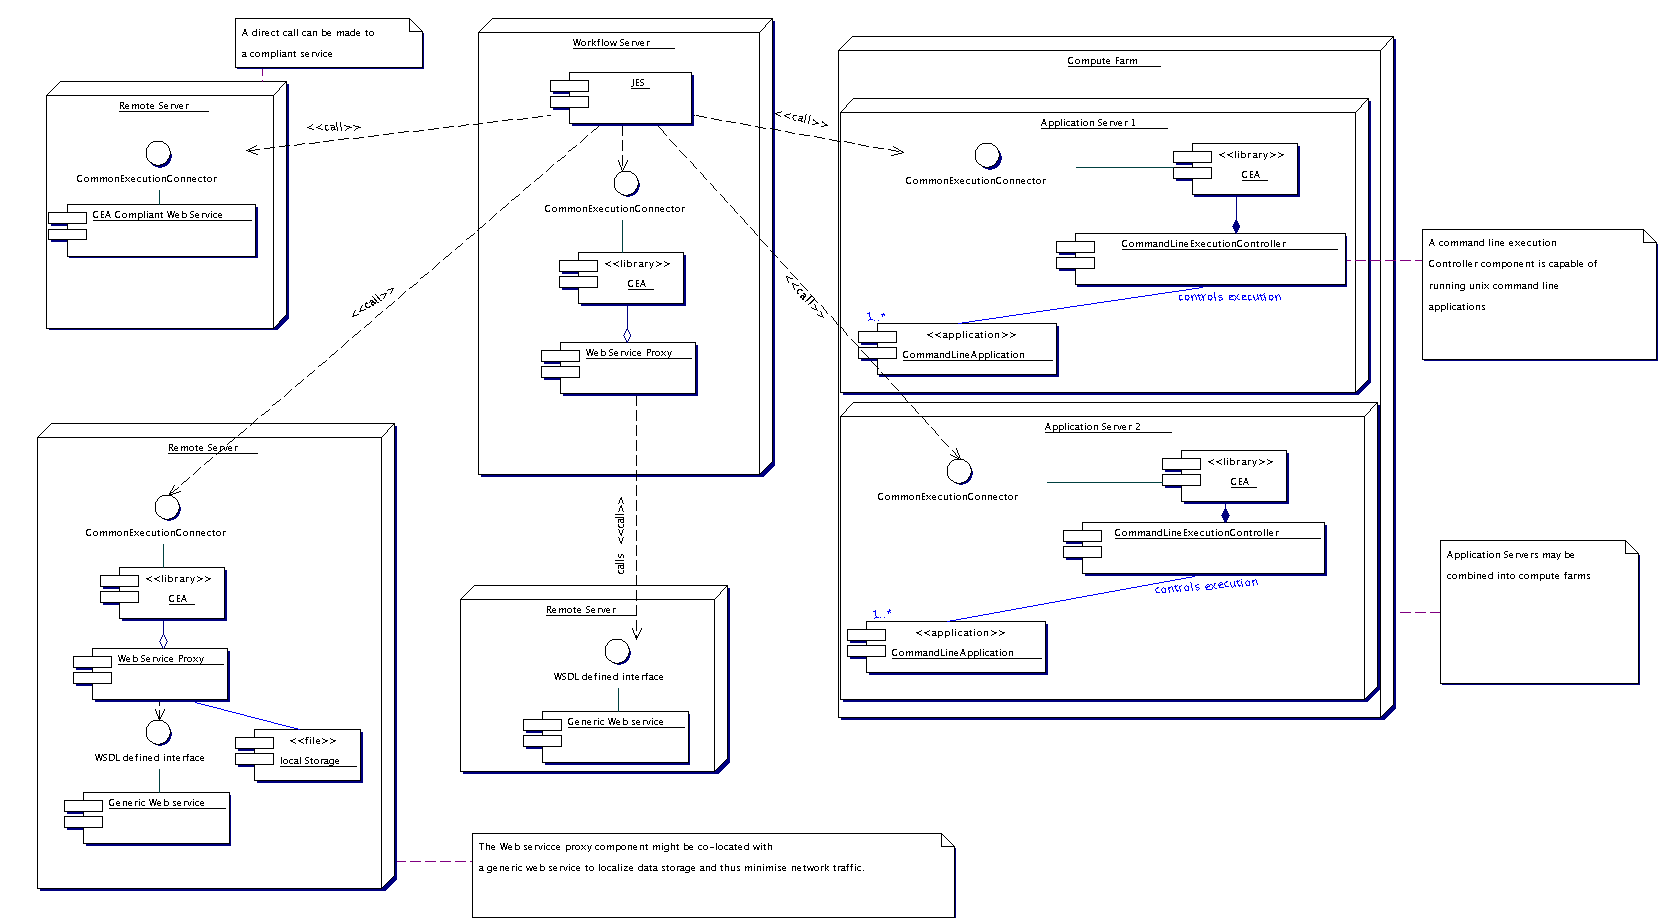 A direct call can be made to
a compliant service
Remote Server
CommonExecutionConnector
CEA Compliant Web Service
<<call>>
Workflow Server
JES
CommonExecutionConnector
<<library>>
CEA
Web Service Proxy
<<call>>
<<call>>
<<call>>
calls <<call>>
Compute Farm
Application Server 1
CommonExecutionConnector
<<library>>
CEA
CommandLineExecutionController
controls execution
1..*
<<application>>
CommandLineApplication
A command line execution
Controller component is capable of
running unix command line
applications
Application Server 2
CommonExecutionConnector
<<library>>
CEA
CommandLineExecutionController
controls execution
1..*
<<application>>
CommandLineApplication
Application Servers may be
combined into compute farms
Remote Server
CommonExecutionConnector
<<library>>
CEA
Web Service Proxy
WSDL defined interface
<<file>>
local Storage
Generic Web service
Remote Server
WSDL defined interface
Generic Web service
The Web servicce proxy component might be co-located with
a generic web service to localize data storage and thus minimise network traffic.